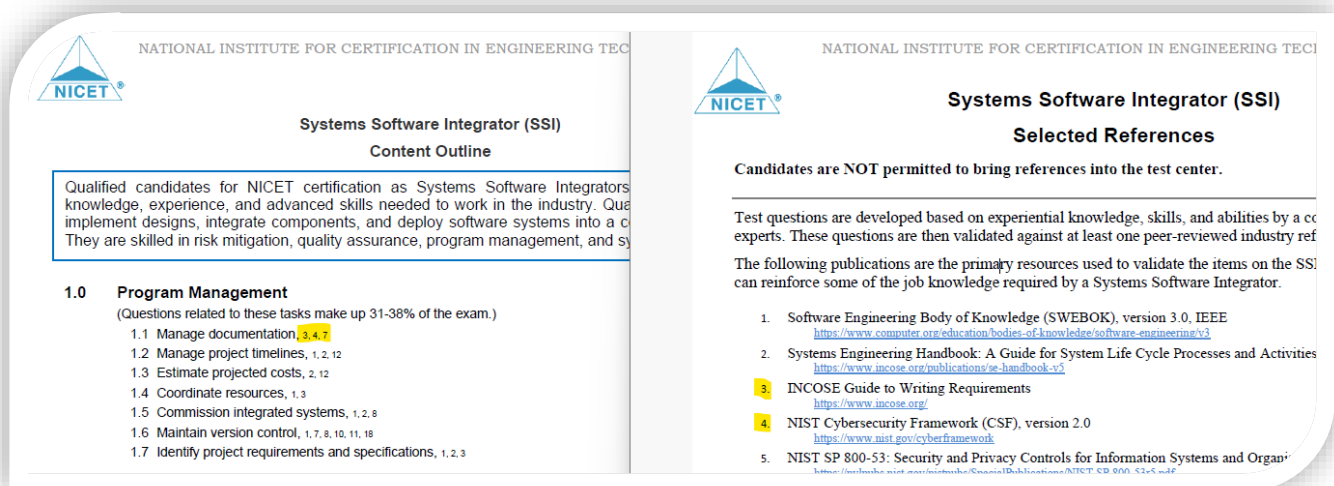 NATIONAL INSTITUTE FOR CERTIFICATION IN ENGINEERING TEC
NICET®
Systems Software Integrator (SSI)
Content Outline
Qualified candidates for NICET certification as Systems Software Integrators
knowledge, experience, and advanced skills needed to work in the industry.
implement designs, integrate components, and deploy software systems into a
They are skilled in risk mitigation, quality assurance, program management, and
1.0 Program Management
(Questions related to these tasks make up 31-38% of the exam.)
1.1 Manage documentation, 3, 4, 7
1.2 Manage project timelines, 1, 2, 12
1.3 Estimate projected costs, 2, 12
1.4 Coordinate resources, 1, 3
1.5 Commission integrated systems, 1, 2, 8
1.6 Maintain version control, 1, 7, 8, 10, 11, 18
1.7 Identify project requirements and specifications, 1, 2, 3
NATIONAL INSTITUTE FOR CERTIFICATION IN ENGINEERING
NICET®
Systems Software Integrator (SSI)
Selected References
Candidates are NOT permitted to bring references into the test center.
Test questions are developed based on experiential knowledge, skills, and abilities by a
experts. These questions are then validated against at least one peer-reviewed industry
The following publications are the primary resources used to validate the items on the
can reinforce some of the job knowledge required by a Systems Software Integrator.
1. Software Engineering Body of Knowledge (SWEBOK), version 3.0, IEEE
https://www.computer.org/education/bodies-of-knowledge/software-engineering/v3
2. Systems Engineering Handbook: A Guide for System Life Cycle Processes and Activities
https://www.incose.org/publications/se-handbook-v5
3. INCOSE Guide to Writing Requirements
https://www.incose.org/
4. NIST Cybersecurity Framework (CSF), version 2.0
https://www.nist.gov/cyberframework
5. NIST SP 800-53: Security and Privacy Controls for Information Systems and